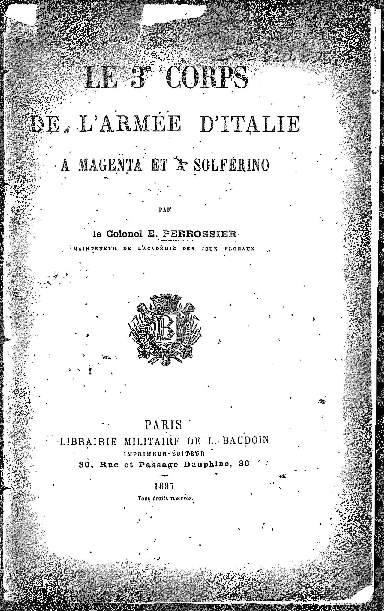 LE 3e CORPS
DE L'ARMÉE D'ITALIE
A MAGENTA ET A SOLFÉRINO
PAR
le Colonel E. PERROSSIER
MAINTENEUR DE L'ACADÉMIE DES JEUX FLORAUX
PARIS
LIBRAIRIE MILITAIRE DE L. BAUDOIN
IMPRIMEUR-ÉDITEUR
30, Rue et Passage Dauphine, 30
Tous droits réservés.